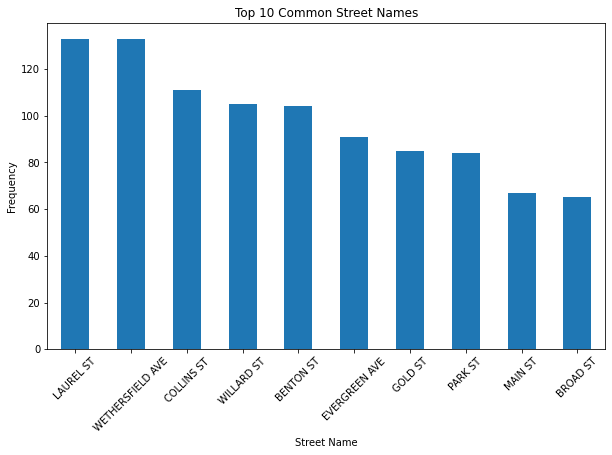 Top 10 Common Street Names
Frequency
120
100
80
60
40
20
0
LAUREL ST
WETHERSFIELD AVE
COLLINS ST
WILLARD ST
BENTON ST
EVERGREEN AVE
GOLD ST
PARK ST
MAIN ST
BROAD ST
Street Name